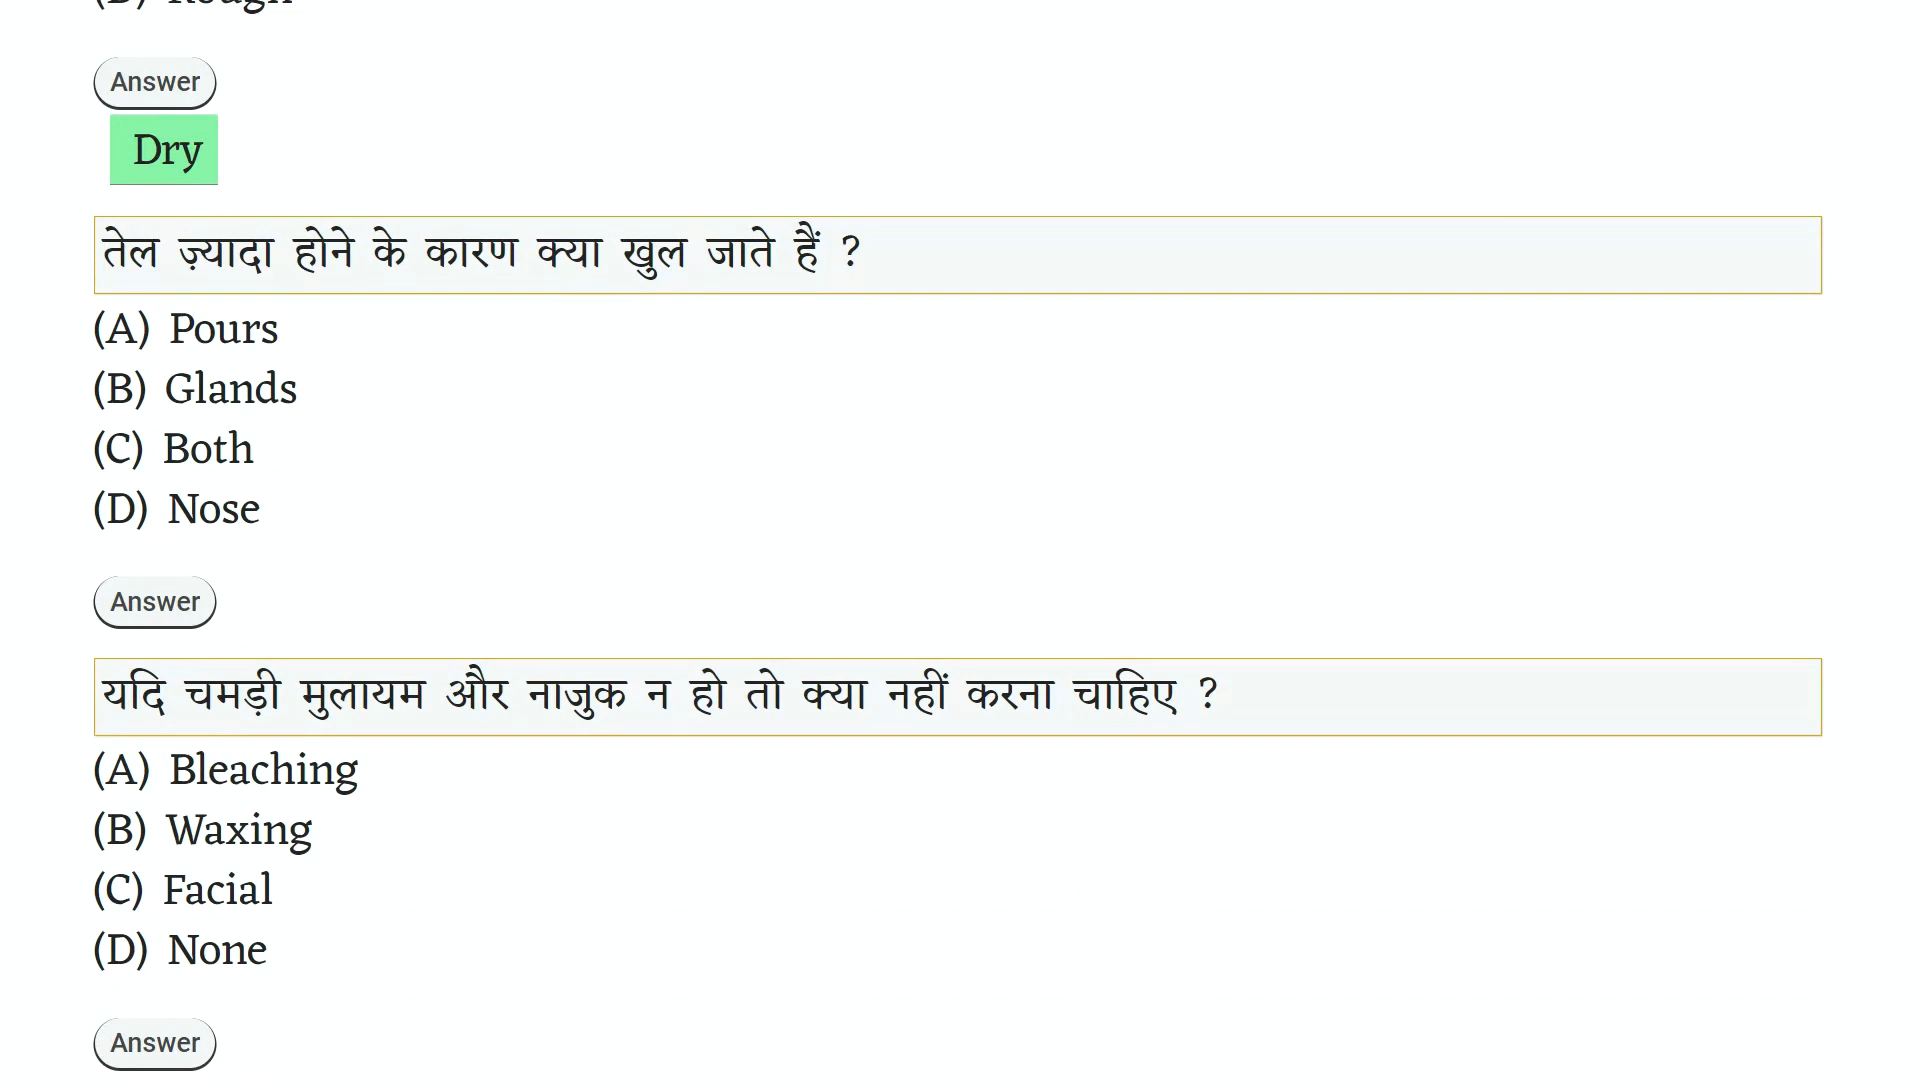 Answer
Dry
तेल ज़्यादा होने के कारण क्या खुल जाते हैं ?
(A) Pours
(B) Glands
(C) Both
(D) Nose
Answer
यदि चमड़ी मुलायम और नाजुक न हो तो क्या नहीं करना चाहिए ?
(A) Bleaching
(B) Waxing
(C) Facial
(D) None
Answer